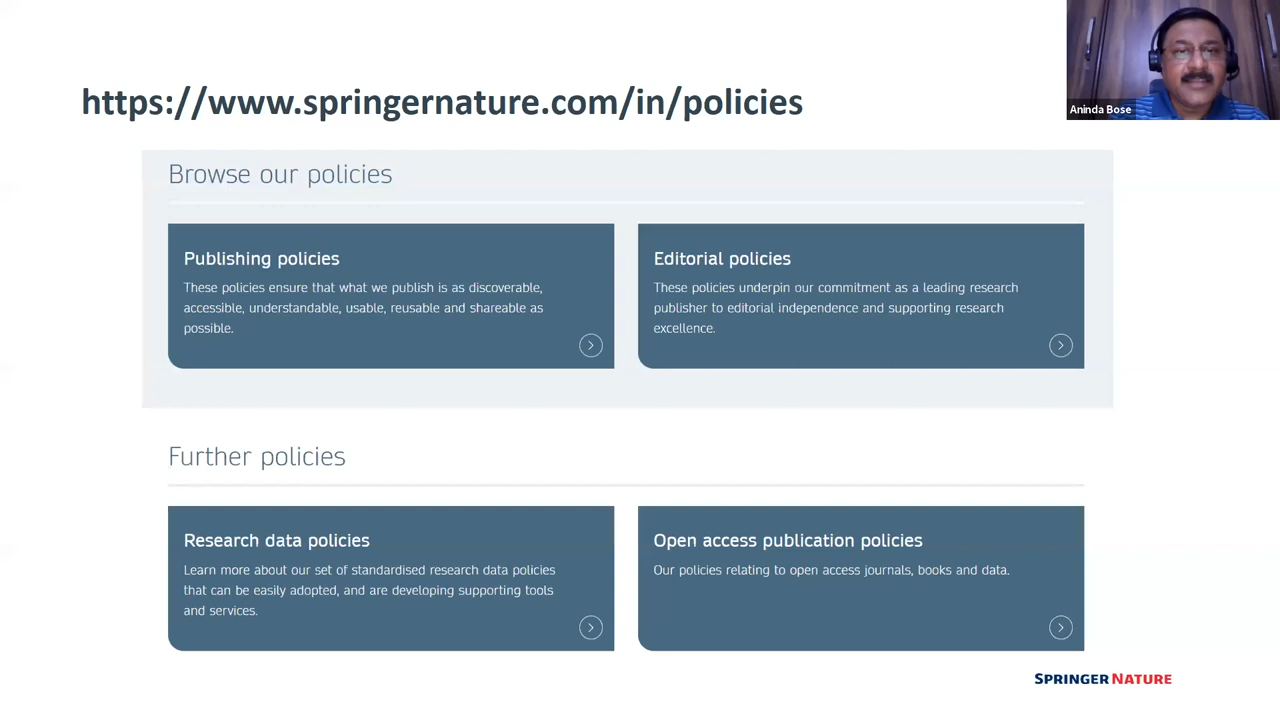 https://www.springernature.com/in/policies
Aninda Bose
Browse our policies
Publishing policies
These policies ensure that what we publish is as discoverable,
accessible, understandable, usable, reusable and shareable as
possible.
Editorial policies
These policies underpin our commitment as a leading research
publisher to editorial independence and supporting research
excellence.
Further policies
Research data policies
Learn more about our set of standardised research data policies
that can be easily adopted, and are developing supporting tools
and services.
Open access publication policies
Our policies relating to open access journals, books and data.
SPRINGER NATURE